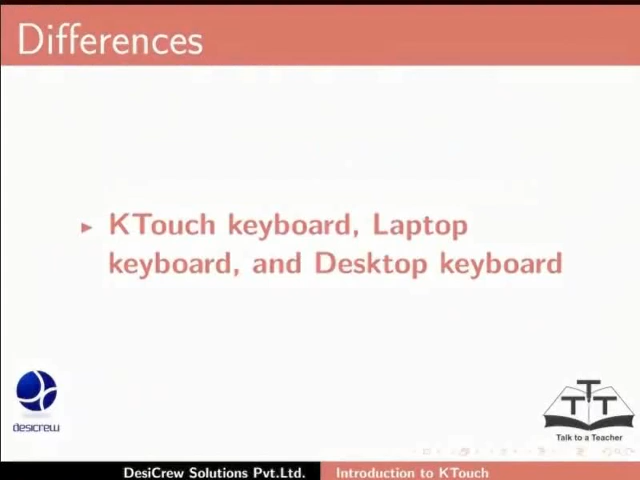 Differences
KTouch keyboard, Laptop
keyboard, and Desktop keyboard
desicrew
TTT
Talk to a Teacher
DesiCrew Solutions Pvt.Ltd.
Introduction to KTouch